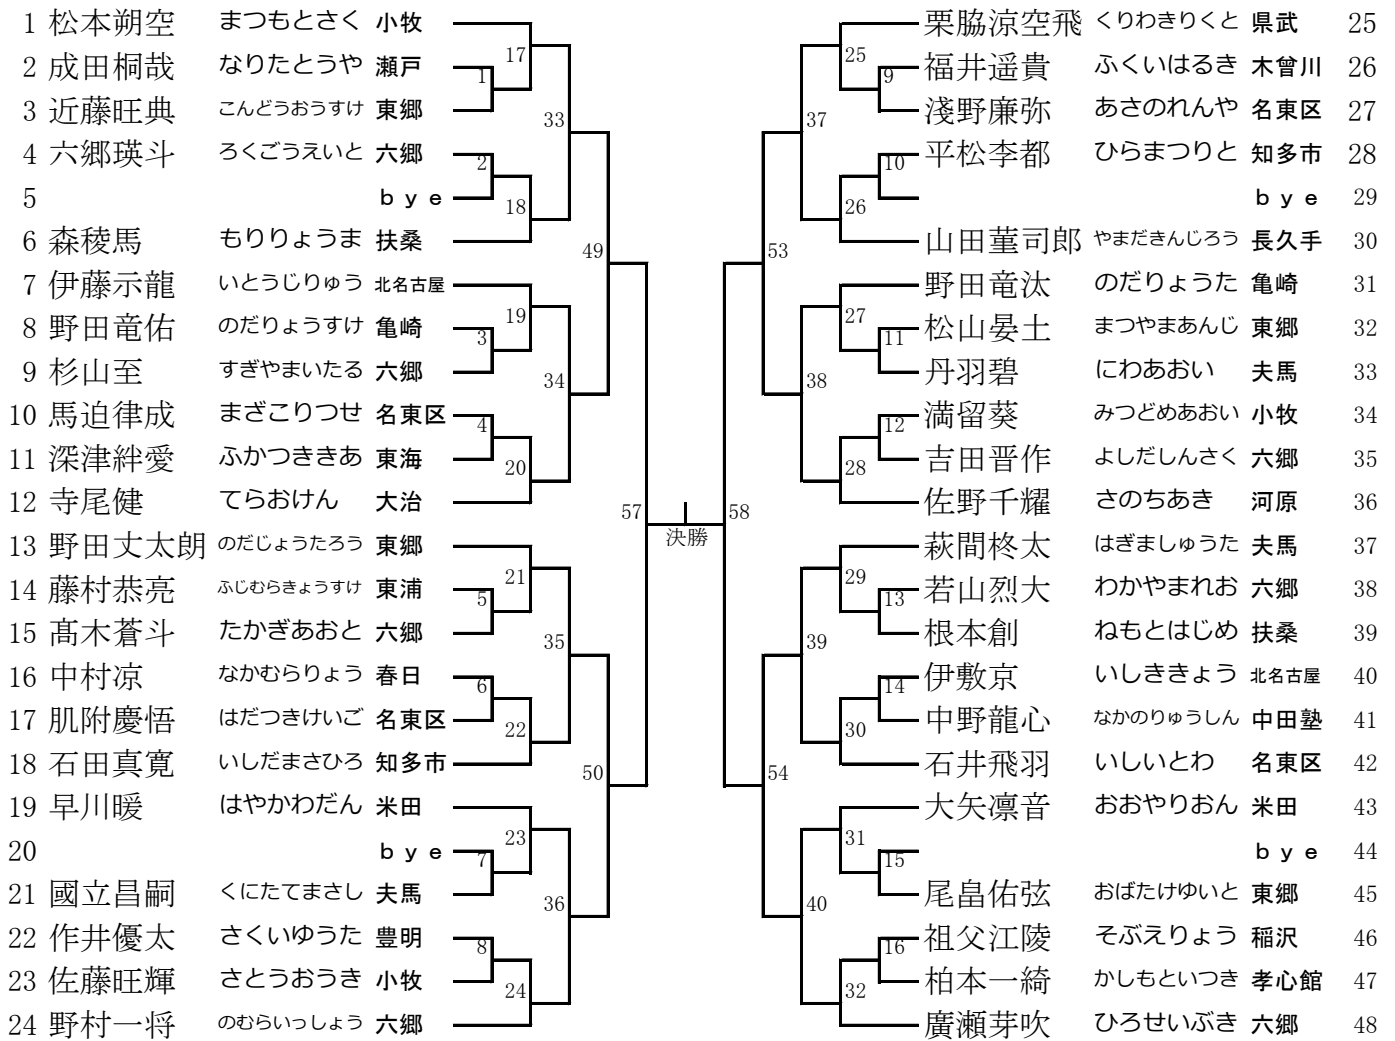 1 松本朔空 まつもとさく 小牧
2 成田桐哉 なりたとうや 瀬戸
3 近藤旺典 こんどうおうすけ 東郷
4 六郷瑛斗 ろくごうえいと 六郷
5 ｂｙｅ
6 森稜馬 もりりょうま 扶桑
7 伊藤示龍 いとうじりゅう 北名古屋
8 野田竜佑 のだりょうすけ 亀崎
9 杉山至 すぎやまいたる 六郷
10 馬迫律成 まざこりつせ 名東区
11 深津絆愛 ふかつききあ 東海
12 寺尾健 てらおけん 大治
13 野田丈太朗 のだじょうたろう 東郷
14 藤村恭亮 ふじむらきょうすけ 東浦
15 髙木蒼斗 たかぎあおと 六郷
16 中村凉 なかむらりょう 春日
17 肌附慶悟 はだつきけいご 名東区
18 石田真寛 いしだまさひろ 知多市
19 早川暖 はやかわだん 米田
20 ｂｙｅ
21 國立昌嗣 くにたてまさし 夫馬
22 作井優太 さくいゆうた 豊明
23 佐藤旺輝 さとうおうき 小牧
24 野村一将 のむらいっしょう 六郷
1
2
3
4
5
6
7
8
17
18
19
20
21
22
23
24
33
34
35
36
49
50
57
決勝
58
53
54
37
38
39
40
25
26
27
28
29
30
31
32
9
10
11
12
13
14
15
16
栗脇涼空飛 くりわきりくと 県武 25
福井遥貴 ふくいはるき 木曾川 26
淺野廉弥 あさのれんや 名東区 27
平松李都 ひらまつりと 知多市 28
ｂｙｅ 29
山田菫司郎 やまだきんじろう 長久手 30
野田竜汰 のだりょうた 亀崎 31
松山晏土 まつやまあんじ 東郷 32
丹羽碧 にわあおい 夫馬 33
満留葵 みつどめあおい 小牧 34
吉田晋作 よしだしんさく 六郷 35
佐野千耀 さのちあき 河原 36
萩間柊太 はぎましゅうた 夫馬 37
若山烈大 わかやまれお 六郷 38
根本創 ねもとはじめ 扶桑 39
伊敷京 いしききょう 北名古屋 40
中野龍心 なかのりゅうしん 中田塾 41
石井飛羽 いしいとわ 名東区 42
大矢凛音 おおやりおん 米田 43
ｂｙｅ 44
尾畠佑弦 おばたけゆいと 東郷 45
祖父江陵 そぶえりょう 稲沢 46
柏本一綺 かしもといつき 孝心館 47
廣瀬芽吹 ひろせいぶき 六郷 48